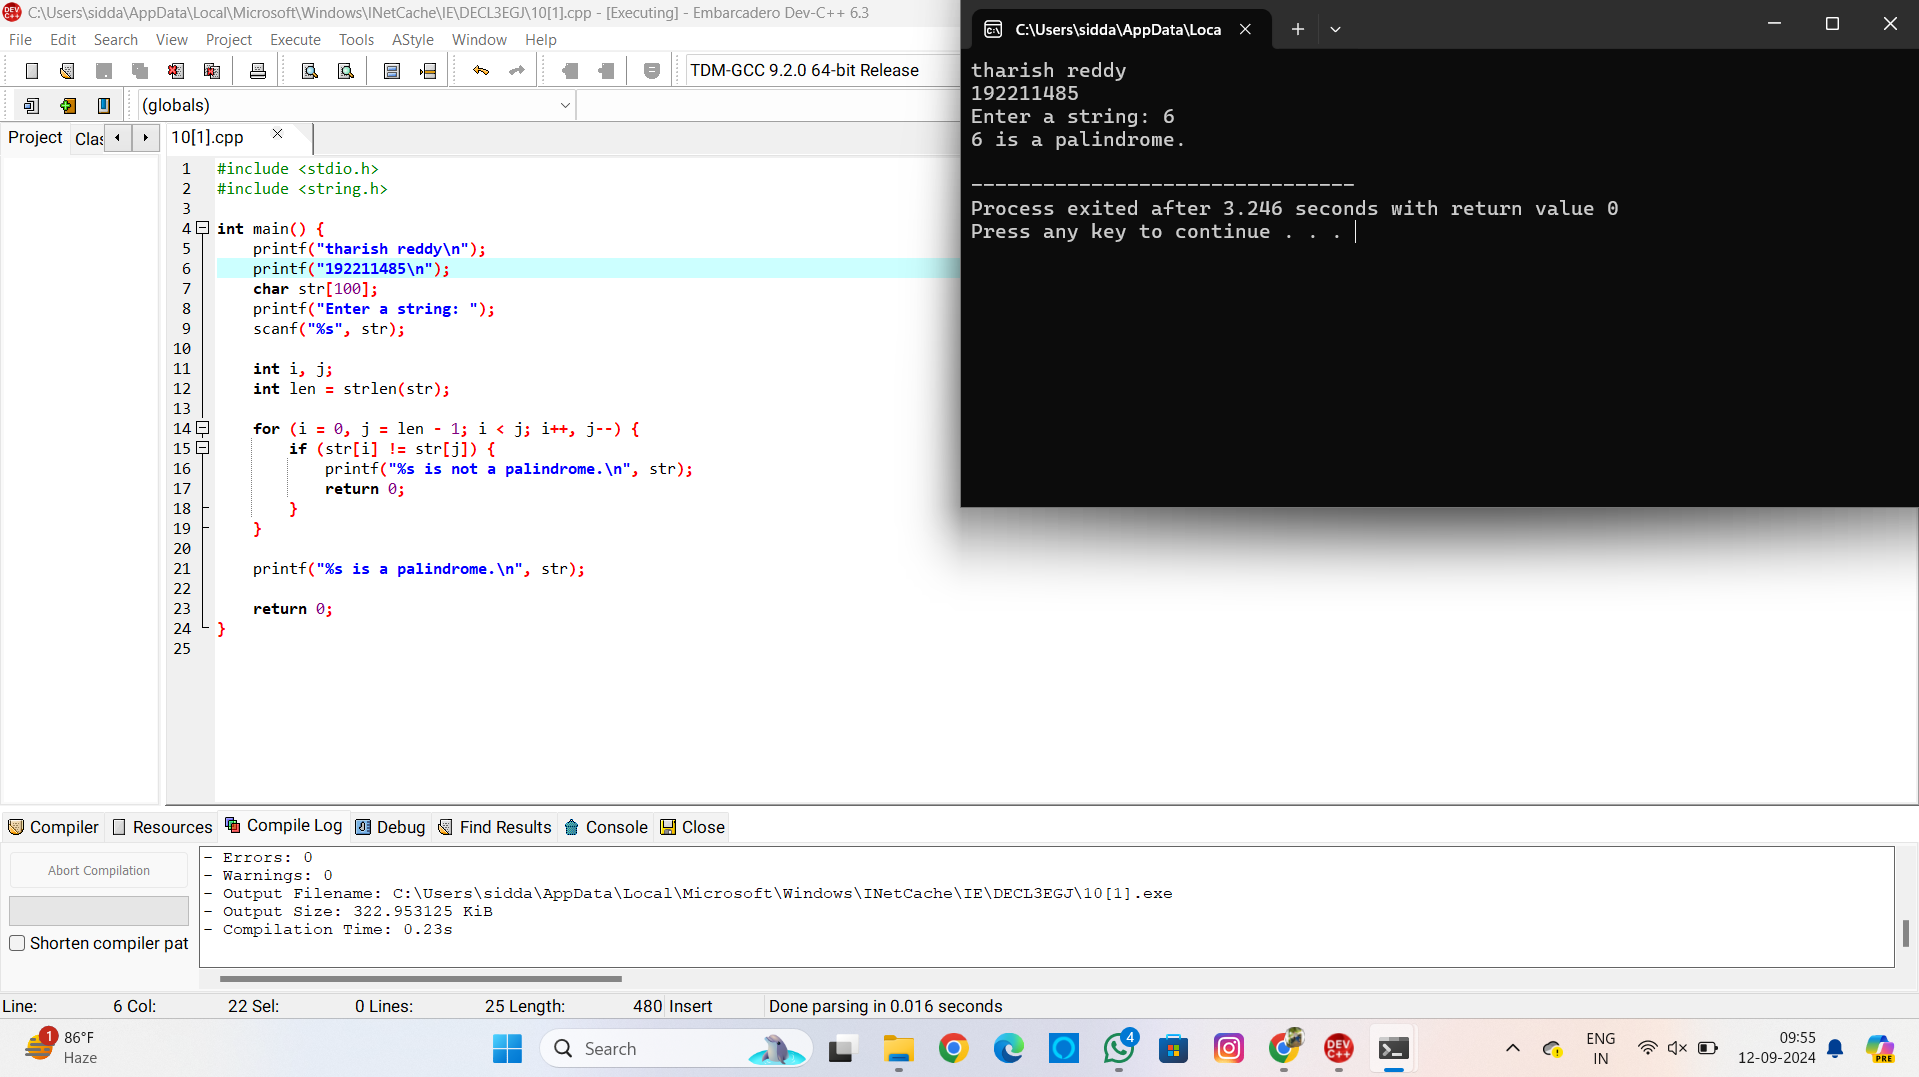 C:\Users\sidda\AppData\Local\Microsoft\Windows\INetCache\IE\DECL3EGJ\10[1].cpp - [Executing] - Embarcadero Dev-C++ 6.3
File Edit Search View Project Execute Tools AStyle Window Help
TDM-GCC 9.2.0 64-bit Release
(globals)
Project Clas
10[1].cpp
1 #include <stdio.h>
2 #include <string.h>
3
4 int main() {
5 printf("tharish reddy\n");
6 printf("192211485\n");
7 char str[100];
8 printf("Enter a string: ");
9 scanf("%s", str);
10
11 int i, j;
12 int len = strlen(str);
13
14 for (i = 0, j = len - 1; i < j; i++, j--) {
15 if (str[i] != str[j]) {
16 printf("%s is not a palindrome.\n", str);
17 return 0;
18 }
19 }
20
21 printf("%s is a palindrome.\n", str);
22
23 return 0;
24 }
25
C:\Users\sidda\AppData\Loca
tharish reddy
192211485
Enter a string: 6
6 is a palindrome.
--------------------------------
Process exited after 3.246 seconds with return value 0
Press any key to continue . . .
Compiler Resources Compile Log Debug Find Results Console Close
Abort Compilation
Shorten compiler pat
- Errors: 0
- Warnings: 0
- Output Filename: C:\Users\sidda\AppData\Local\Microsoft\Windows\INetCache\IE\DECL3EGJ\10[1].exe
- Output Size: 322.953125 KiB
- Compilation Time: 0.23s
Line: 6 Col: 22 Sel: 0 Lines: 25 Length: 480 Insert Done parsing in 0.016 seconds
1
86°F
Haze
Search
4
DEV
C++
ENG
IN
09:55
12-09-2024
PRE